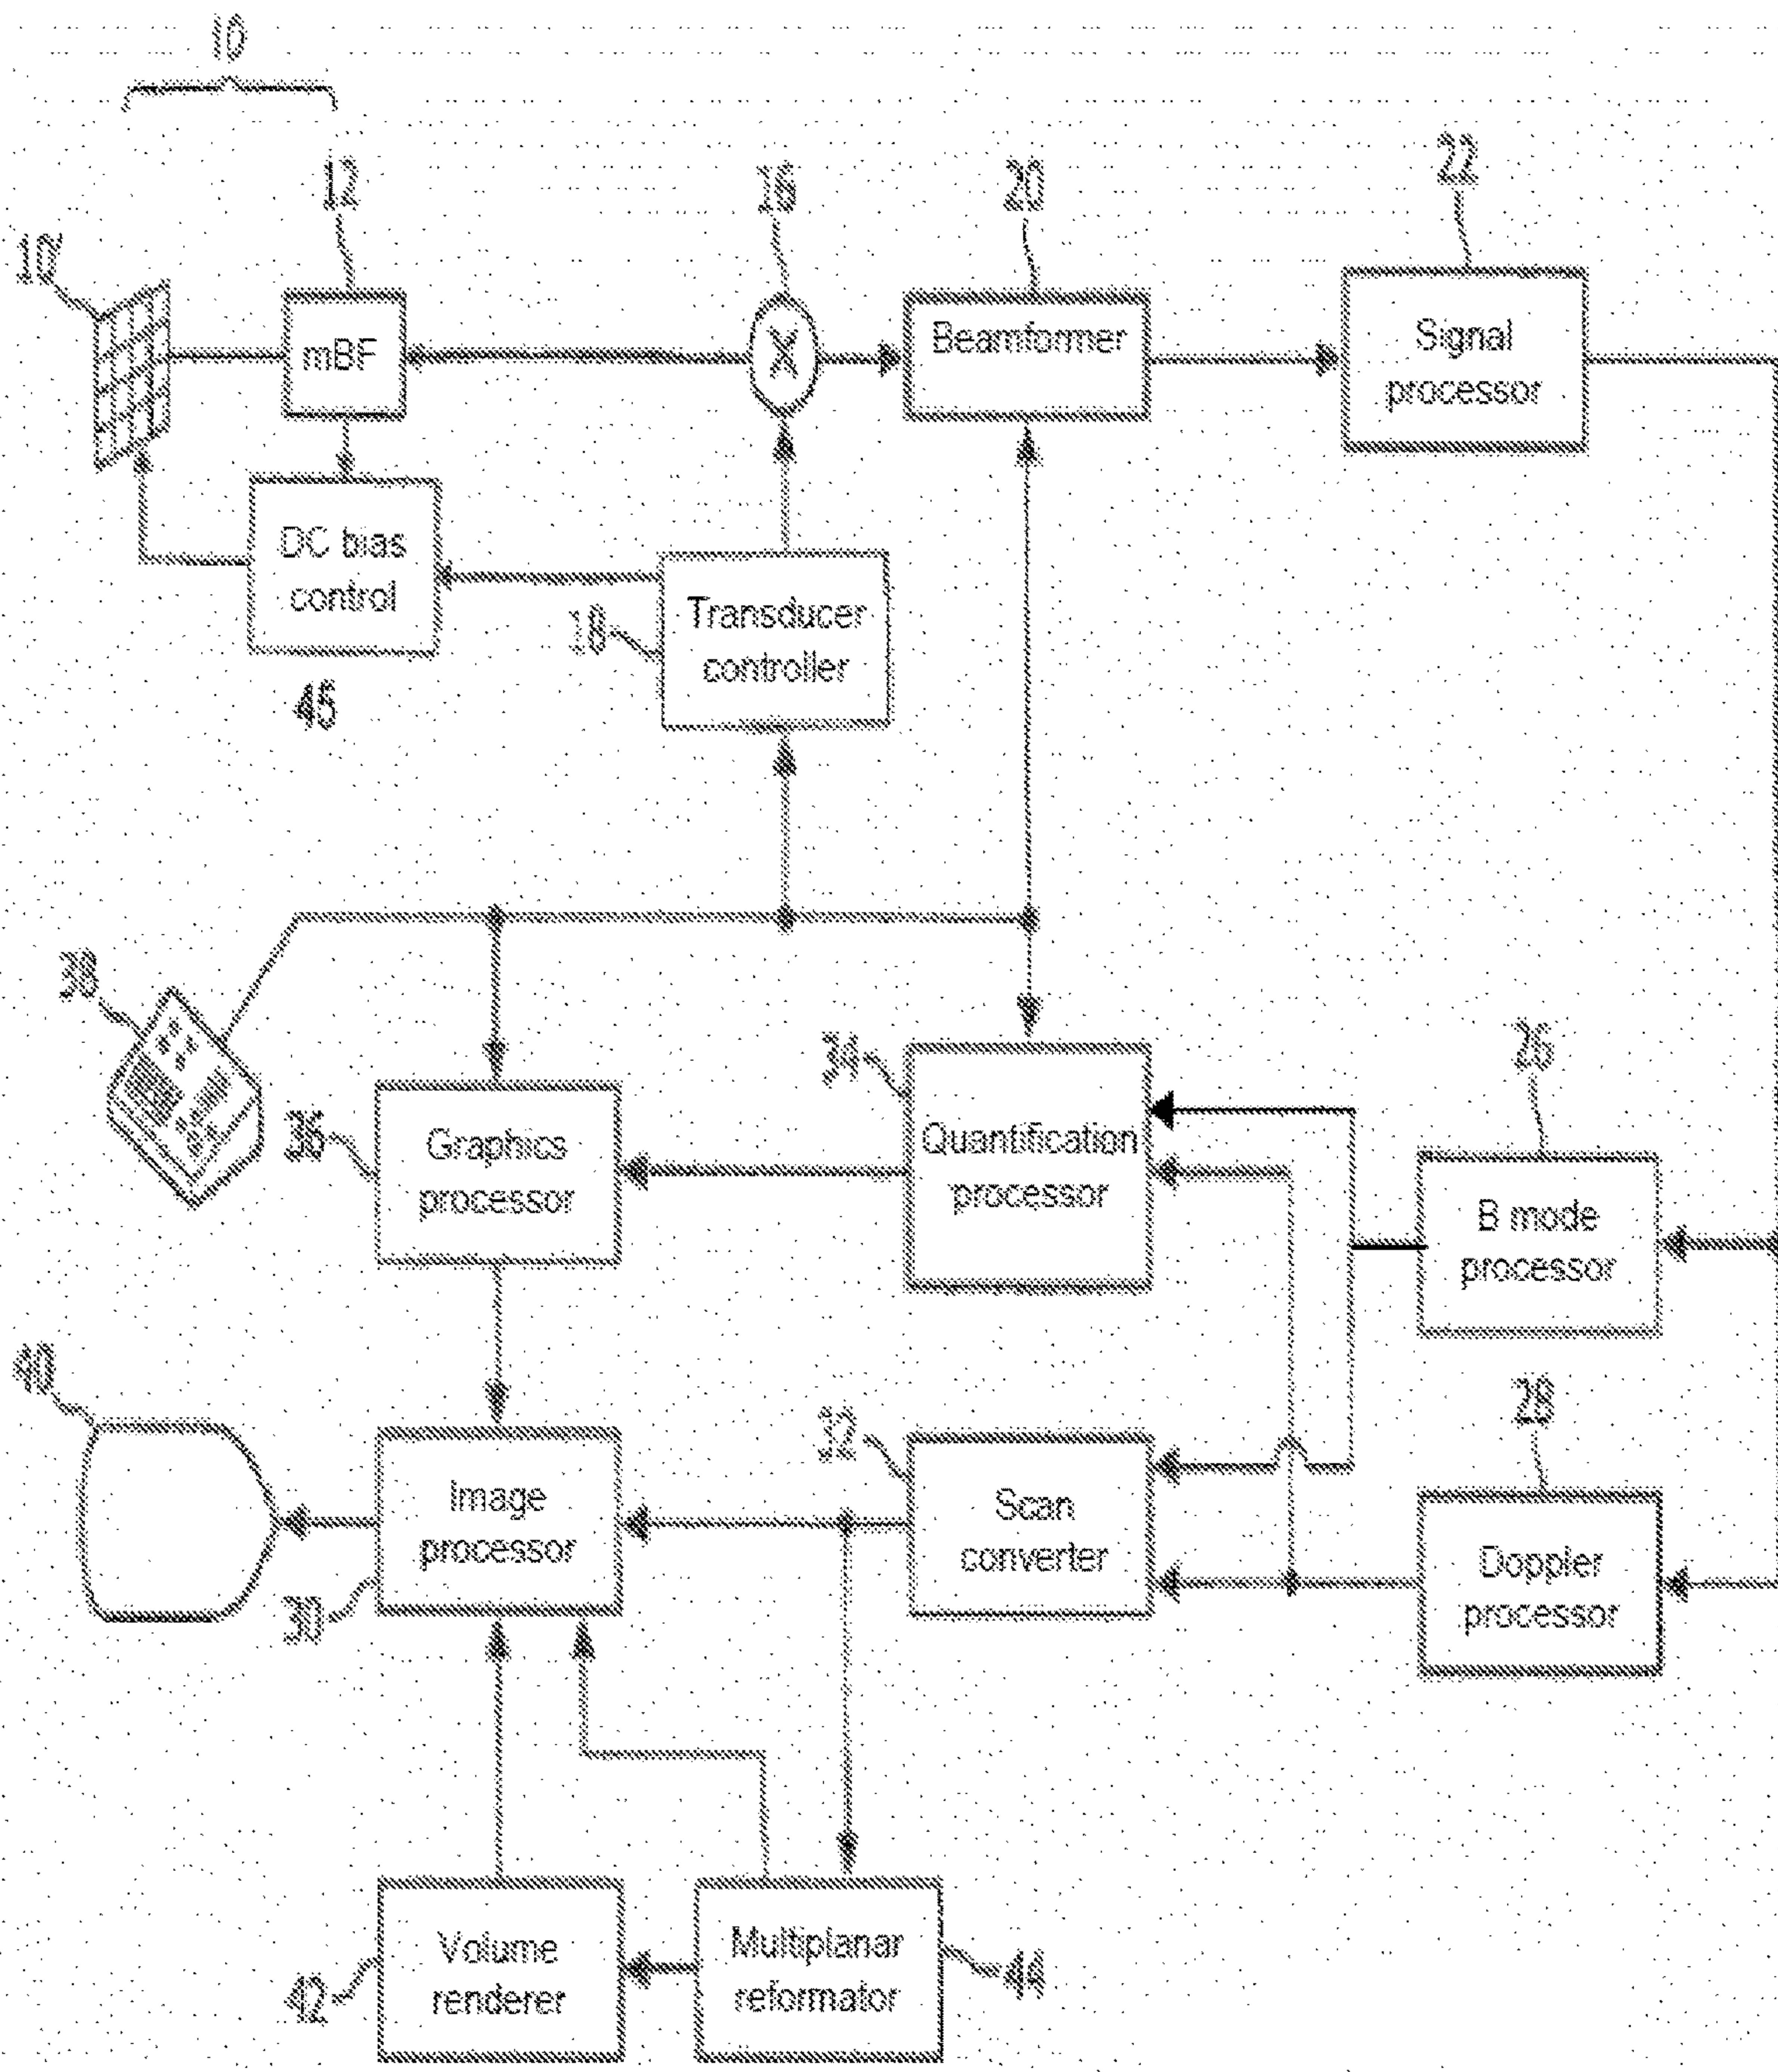 10
12
16
20
22
10'
mBF
X
Beamformer
Signal
processor
DC bias
control
18
Transducer
controller
45
38
34
26
36
Graphics
processor
Quantification
processor
B mode
processor
40
32
28
Image
processor
Scan
converter
Doppler
processor
30
Volume
renderer
Multiplanar
reformator
42
44